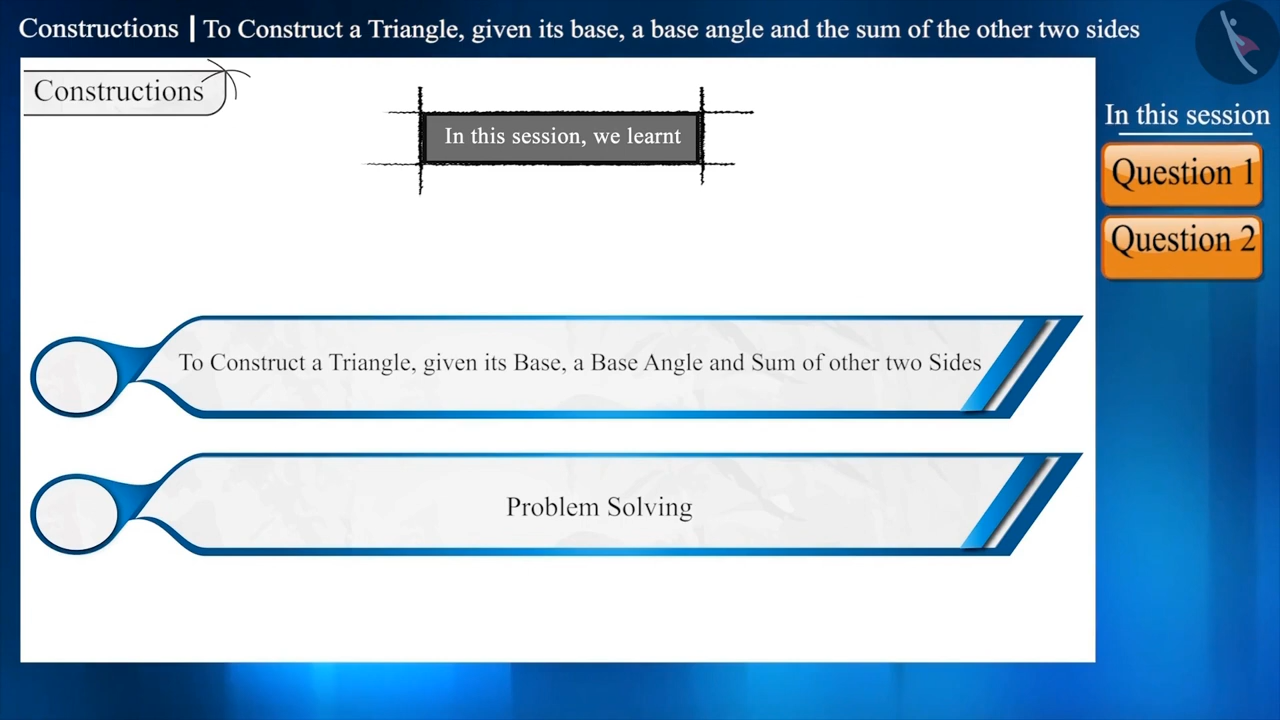 Constructions | To Construct a Triangle, given its base, a base angle and the sum of the other two sides
Constructions
In this session, we learnt
In this session
Question 1
Question 2
To Construct a Triangle, given its Base, a Base Angle and Sum of other two Sides
Problem Solving